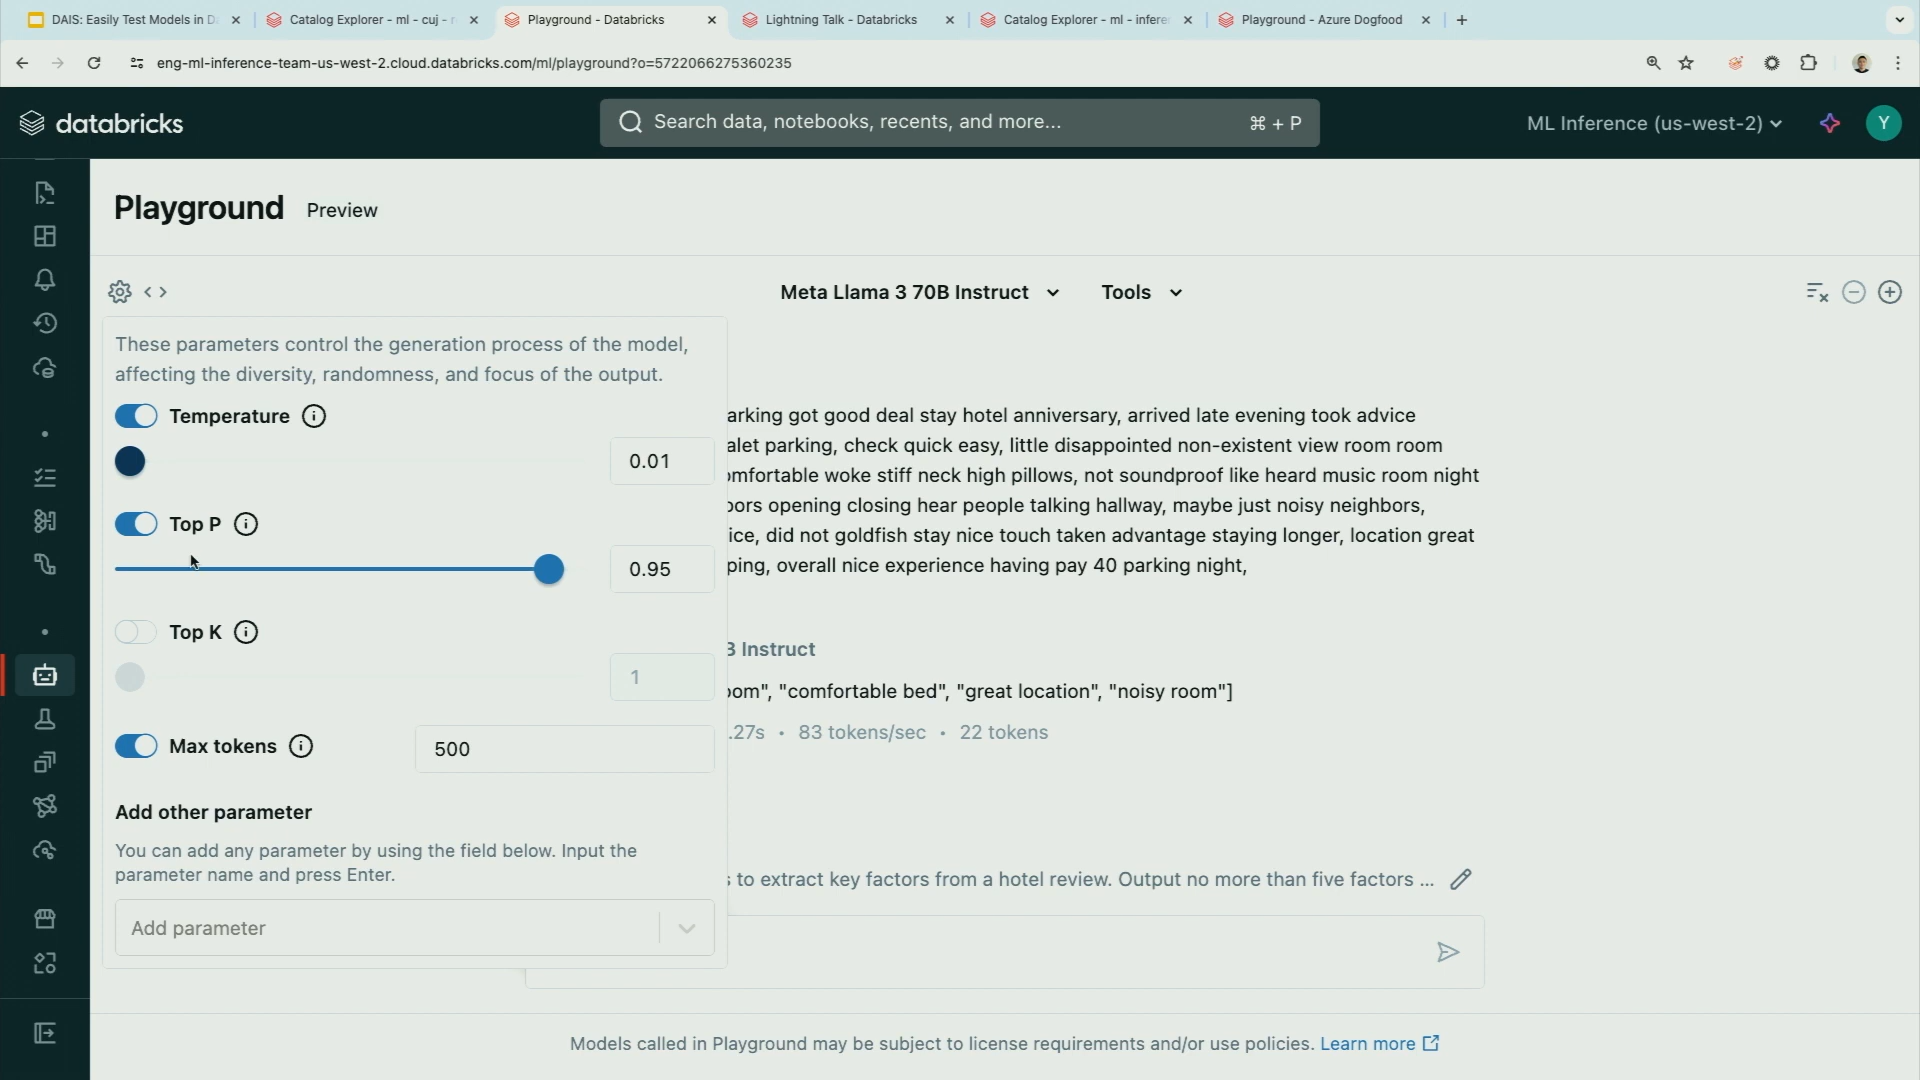 DAIS: Easily Test Models in D
Catalog Explorer - ml - cuj - r
Playground - Databricks
Lightning Talk - Databricks
Catalog Explorer - ml - infere
Playground - Azure Dogfood
eng-ml-inference-team-us-west-2.cloud.databricks.com/ml/playground?o=5722066275360235
databricks
Search data, notebooks, recents, and more...
⌘ + P
ML Inference (us-west-2)
Y
Playground Preview
Meta Llama 3 70B Instruct
Tools
These parameters control the generation process of the model,
affecting the diversity, randomness, and focus of the output.
Temperature
0.01
Top P
0.95
Top K
1
Max tokens
500
Add other parameter
You can add any parameter by using the field below. Input the
parameter name and press Enter.
Add parameter
arking got good deal stay hotel anniversary, arrived late evening took advice
alet parking, check quick easy, little disappointed non-existent view room room
omfortable woke stiff neck high pillows, not soundproof like heard music room night
oors opening closing hear people talking hallway, maybe just noisy neighbors,
ice, did not goldfish stay nice touch taken advantage staying longer, location great
ping, overall nice experience having pay 40 parking night,
B Instruct
oom", "comfortable bed", "great location", "noisy room"]
.27s • 83 tokens/sec • 22 tokens
s to extract key factors from a hotel review. Output no more than five factors ...
Models called in Playground may be subject to license requirements and/or use policies. Learn more